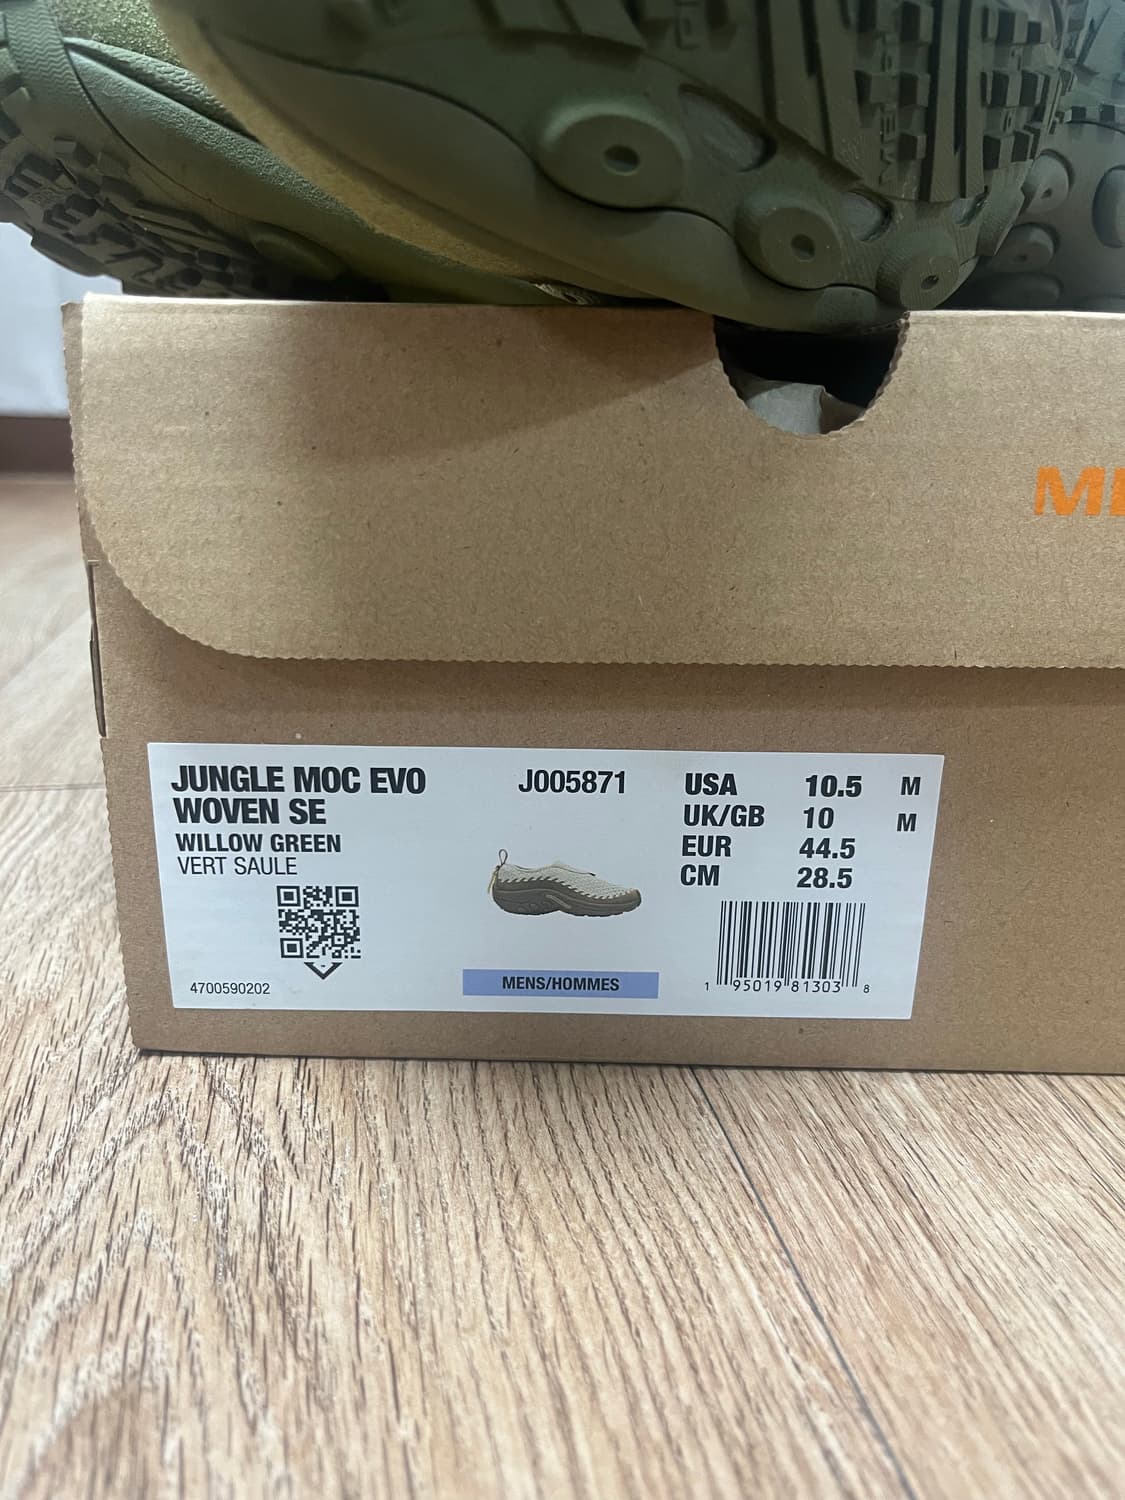 JUNGLE MOC EVO
WOVEN SE
WILLOW GREEN
VERT SAULE
4700590202
J005871
MENS/HOMMES
USA 10.5 M
UK/GB 10 M
EUR 44.5
CM 28.5
1 95019 81303 8